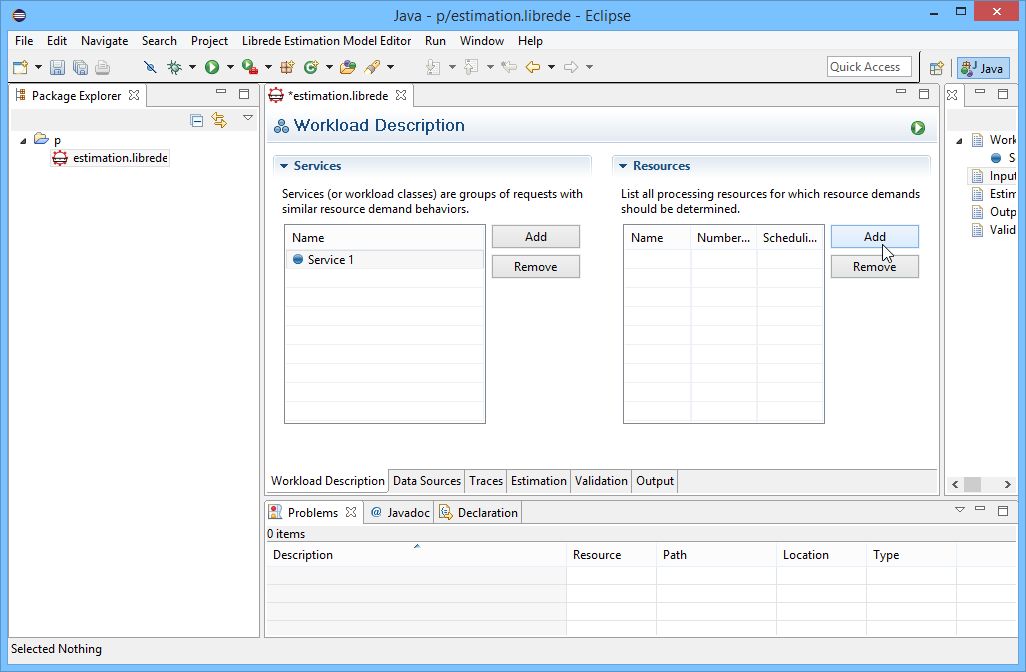 Java - p/estimation.librede - Eclipse
File Edit Navigate Search Project Librede Estimation Model Editor Run Window Help
Quick Access
Java
Package Explorer
p
estimation.librede
*estimation.librede
Workload Description
Services
Services (or workload classes) are groups of requests with
similar resource demand behaviors.
Name
Service 1
Add
Remove
Resources
List all processing resources for which resource demands
should be determined.
Name Number... Scheduli...
Add
Remove
Workload Description Data Sources Traces Estimation Validation Output
Work
S
Input
Estim
Outp
Valid
Problems @ Javadoc Declaration
0 items
Description Resource Path Location Type
Selected Nothing